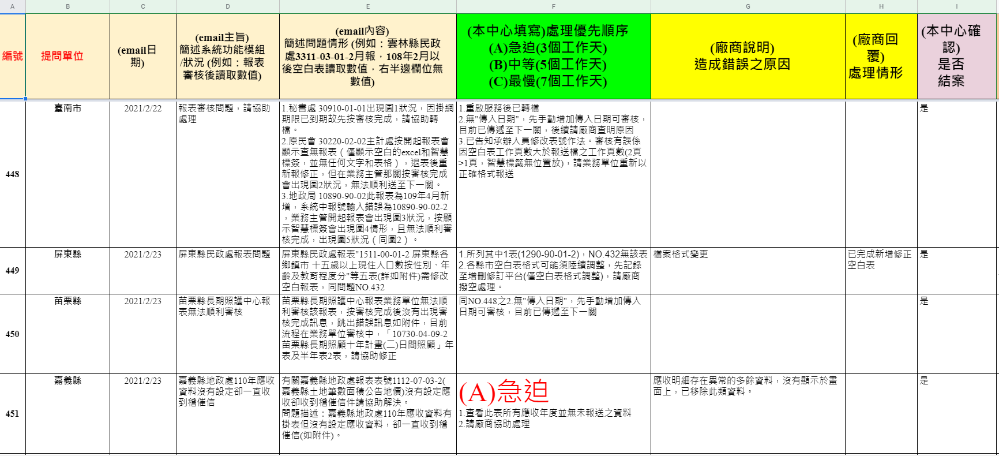 A B C D E F G H I
編號
提問單位
(email日
期)
(email主旨)
簡述系統功能模組
/狀況 (例如：報表
審核後讀取數值)
(email內容)
簡述問題情形 (例如：雲林縣民政
處3311-03-01-2月報，108年2月以
後空白表讀取數值，右半邊欄位無
數值)
(本中心填寫)處理優先順序
(A)急迫(3個工作天)
(B)中等(5個工作天)
(C)最慢(7個工作天)
(廠商說明)
造成錯誤之原因
(廠商回
覆)
處理情形
(本中心確
認)
是否
結案
448
臺南市
2021/2/22
報表審核問題，請協助
處理
1.秘書處 30910-01-01出現圖1狀況，因掛網
期限已到期故先按審核完成，請協助轉
檔。
2.原民會 30220-02-02主計處按開起報表會
顯示查無報表（僅顯示空白的excel和智慧
標簽，並無任何文字和表格），退表後重
新報修正，但在業務主管那關按審核完成
會出現圖2狀況，無法順利送至下一關。
3.地政局 10890-90-02此報表為109年4月新
增，系統中報號輸入錯誤為10890-90-02-2
，業務主管開起報表會出現圖3狀況，按顯
示智慧標簽會出現圖4情形，且無法順利審
核完成，出現圖5狀況（同圖2）。
1.重啟服務後已轉檔
2.無"傳入日期"，先手動增加傳入日期可審核，
目前已傳遞至下一關，後續請廠商查明原因
3.已告知承辦人員修改表號作法。審核有誤係
因空白表工作頁數大於報送檔之工作頁數(2頁
>1頁，智慧標籤無位置放)，請業務單位重新以
正確格式報送
是
449
屏東縣
2021/2/23
屏東縣民政處報表問題
屏東縣民政處報表"1511-00-01-2 屏東縣各
鄉鎮市 十五歲以上現住人口數按性別、年
齡及教育程度分"等五表(詳如附件)需修改
空白報表，同問題NO.432
1.所列其中1表(1290-90-01-2)，NO.432無該表
2.各縣市空白表格式可能須陸續調整，先記錄
至增刪修訂平台(僅空白表格式調整)，請廠商
撥空處理。
檔案格式變更
已完成新增修正
空白表
是
450
苗栗縣
2021/2/23
苗栗縣長期照護中心報
表無法順利審核
苗栗縣長期照護中心報表業務單位無法順
利審核該報表，按審核完成後沒有出現審
核完成訊息，跳出錯誤訊息如附件，目前
流程在業務單位審核中，「10730-04-09-2
苗栗縣長期照顧十年計畫(二)日間照顧」年
表及半年表2表，請協助修正
同NO.448之2.無"傳入日期"，先手動增加傳入
日期可審核，目前已傳遞至下一關
是
451
嘉義縣
2021/2/23
嘉義縣地政處110年應收
資料沒有設定卻一直收
到稽催信
有關嘉義縣地政處報表表號1112-07-03-2(
嘉義縣土地筆數面積公告地價)沒有設定應
收卻收到稽催信件請協助解決。
問題描述：嘉義縣地政處110年應收資料有
掛表但沒有設定應收資料，卻一直收到稽
催信(如附件)。
(A)急迫
1.查看此表所有應收年度並無未報送之資料
2.請廠商協助處理
應收明細存在異常的多餘資料，沒有顯示於畫
面上，已移除此類資料。
是